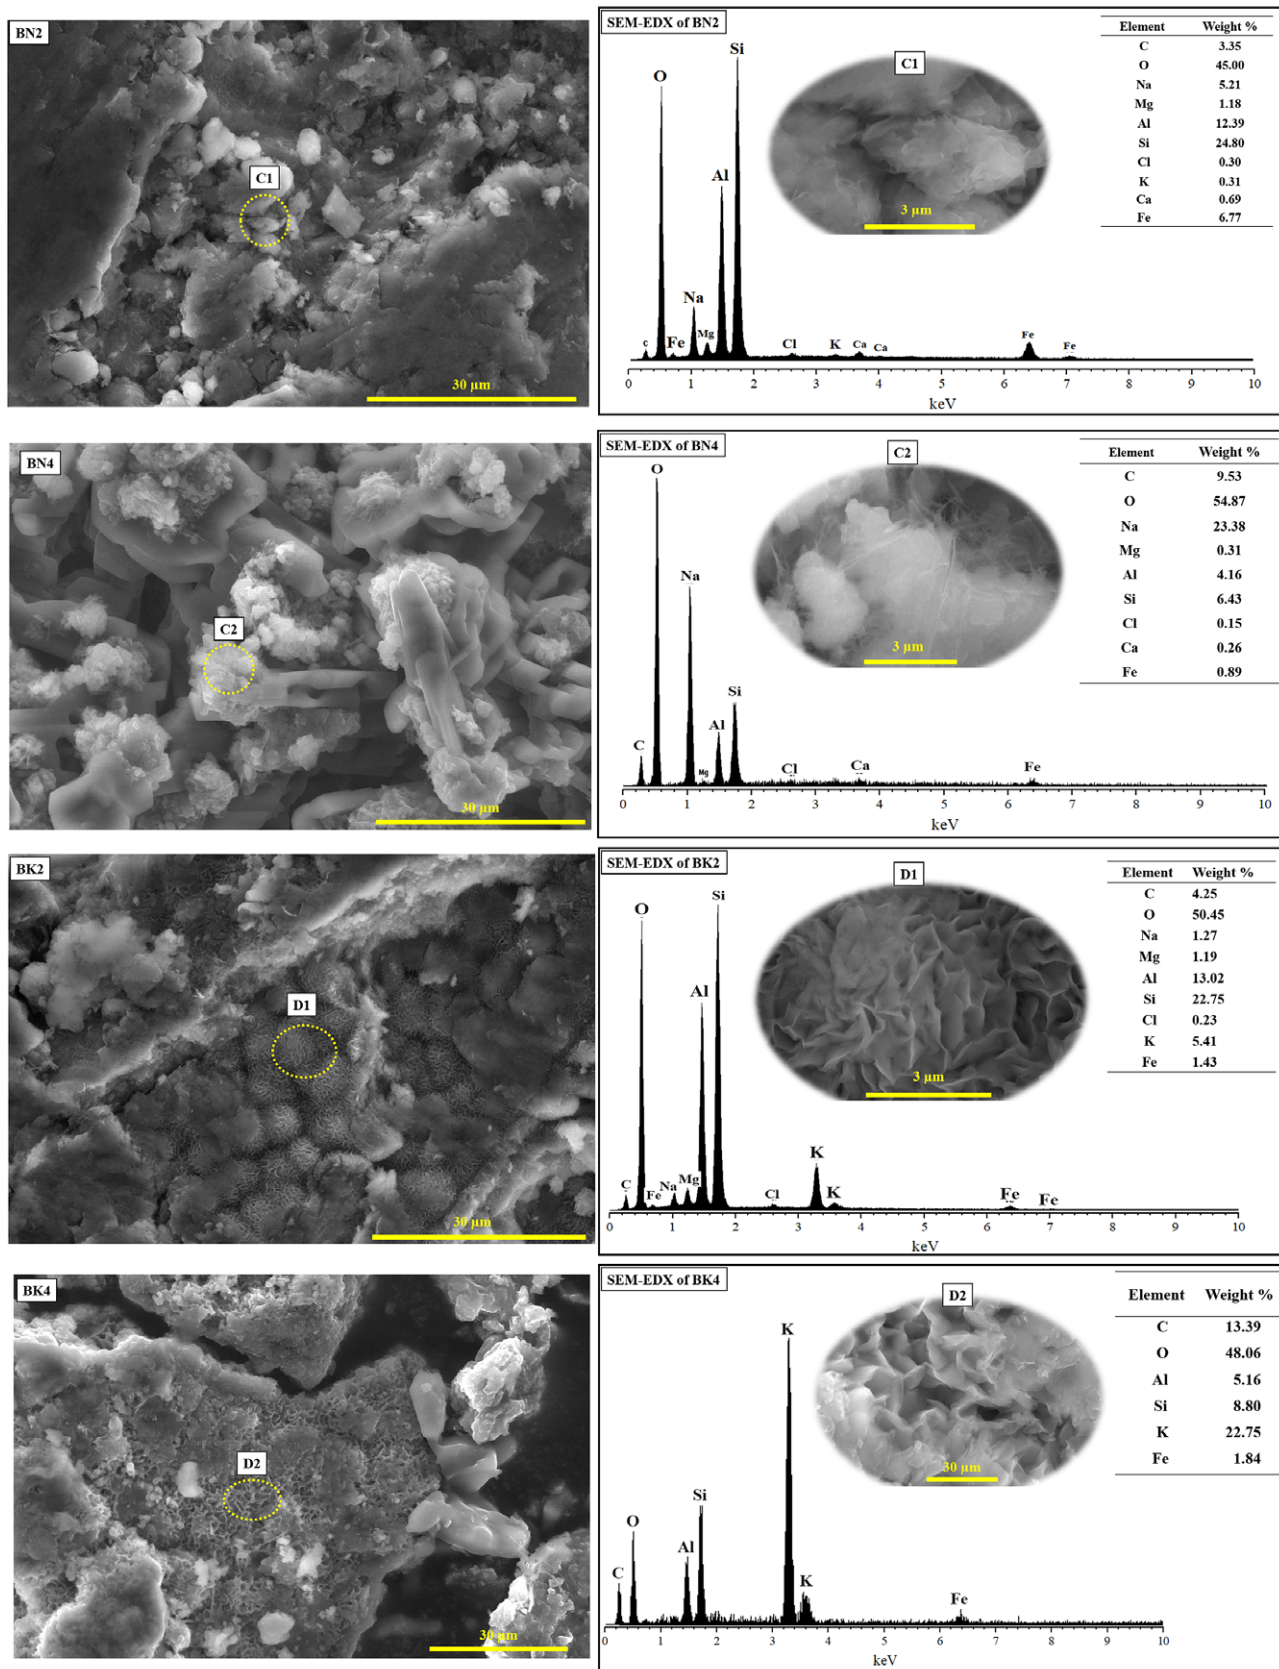 BN2
C1
30 µm
SEM-EDX of BN2
C1
3 µm
Element Weight %
C 3.35
O 45.00
Na 5.21
Mg 1.18
Al 12.39
Si 24.80
Cl 0.30
K 0.31
Ca 0.69
Fe 6.77
Si
O
Al
Na
C Fe Mg Cl K Ca Ca Fe Fe
0 1 2 3 4 5 6 7 8 9 10
keV
BN4
C2
30 µm
SEM-EDX of BN4
C2
3 µm
Element Weight %
C 9.53
O 54.87
Na 23.38
Mg 0.31
Al 4.16
Si 6.43
Cl 0.15
Ca 0.26
Fe 0.89
O
Na
Si
Al
C Mg Cl Ca Fe
0 1 2 3 4 5 6 7 8 9 10
keV
BK2
D1
30 µm
SEM-EDX of BK2
D1
3 µm
Element Weight %
C 4.25
O 50.45
Na 1.27
Mg 1.19
Al 13.02
Si 22.75
Cl 0.23
K 5.41
Fe 1.43
Si
O
Al
K
C Fe Na Mg Cl K Fe Fe
0 1 2 3 4 5 6 7 8 9 10
keV
BK4
D2
30 µm
SEM-EDX of BK4
D2
30 µm
Element Weight %
C 13.39
O 48.06
Al 5.16
Si 8.80
K 22.75
Fe 1.84
K
Si
O
Al
C K Fe
0 1 2 3 4 5 6 7 8 9 10
keV